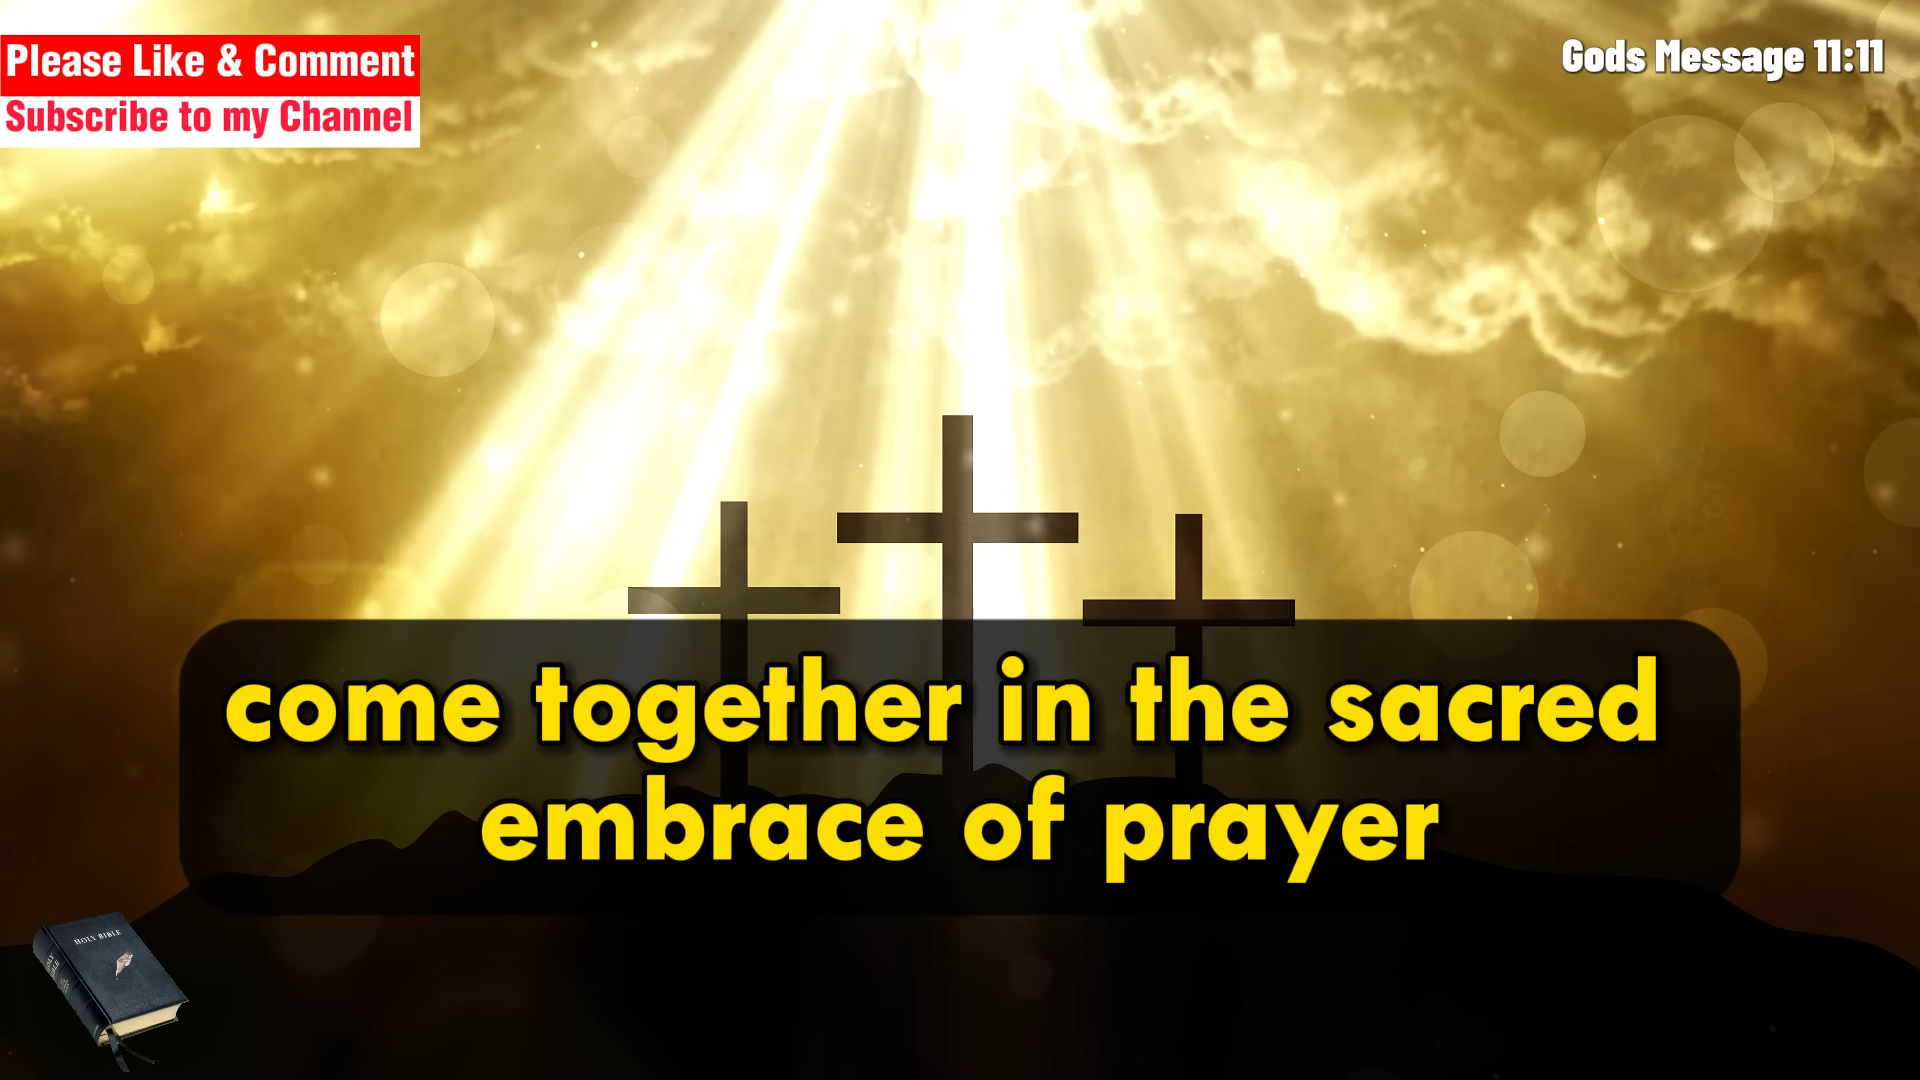 Please Like & Comment
Subscribe to my Channel
Gods Message 11:11
come together in the sacred
embrace of prayer
HOLY BIBLE